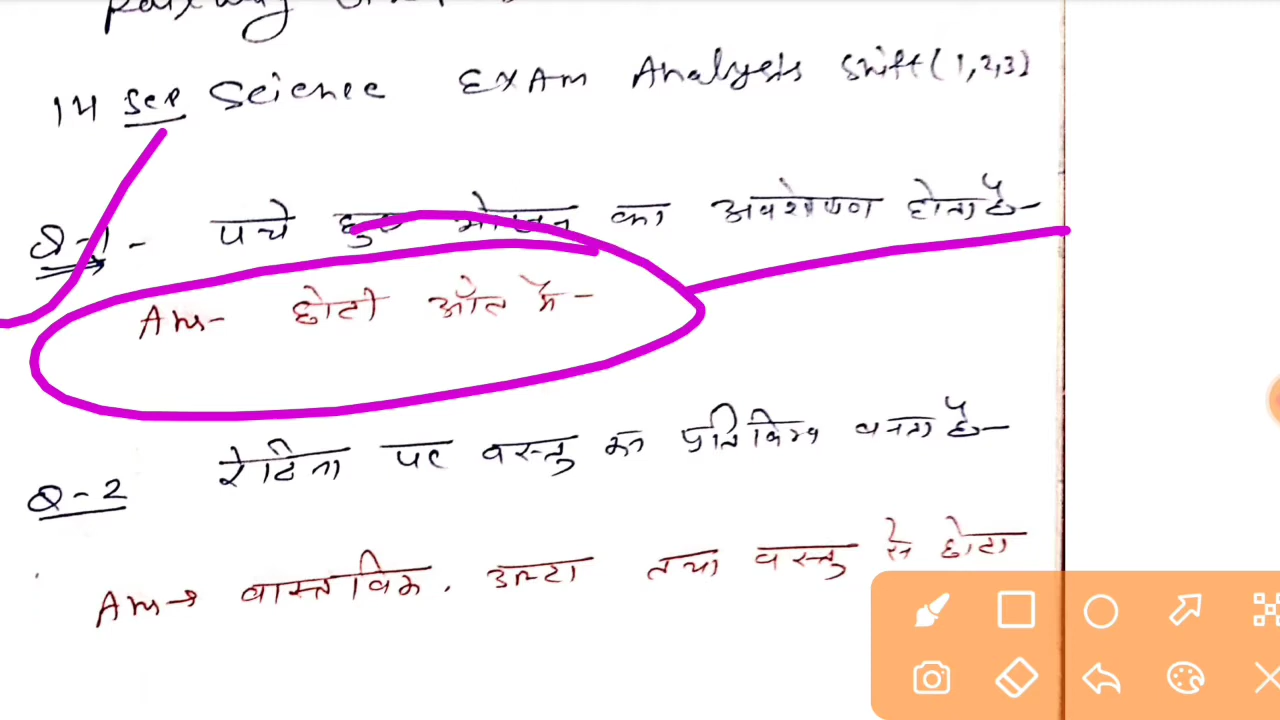 14 Sep Science Exam Analysis Shift(1,2,3)
Q-1- पचे हुए भोजन का अवशोषण होता है-
Ans- छोटी आँत में-
Q-2 रेटिना पर वस्तु का प्रतिबिम्ब बनता है-
Ans→ वास्तविक, उल्टा तथा वस्तु से छोटा